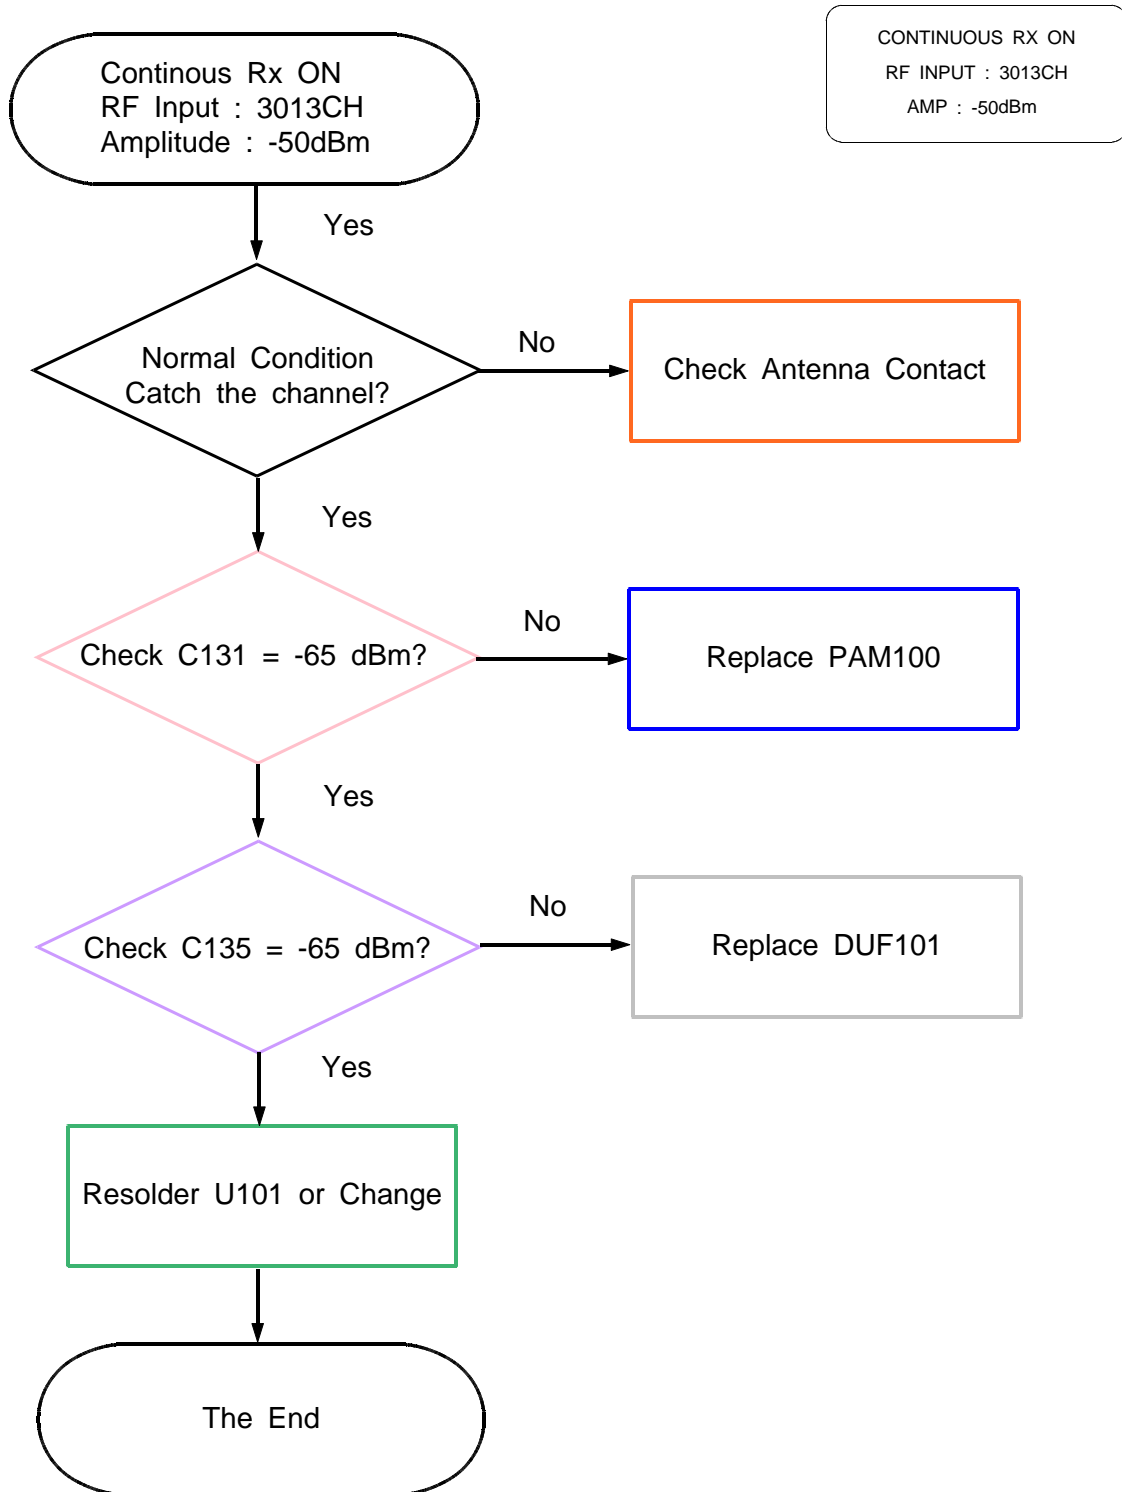 Continous Rx ON
RF Input : 3013CH
Amplitude : -50dBm
CONTINUOUS RX ON
RF INPUT : 3013CH
AMP : -50dBm
Yes
Normal Condition
Catch the channel?
No
Check Antenna Contact
Yes
Check C131 = -65 dBm?
No
Replace PAM100
Yes
Check C135 = -65 dBm?
No
Replace DUF101
Yes
Resolder U101 or Change
The End